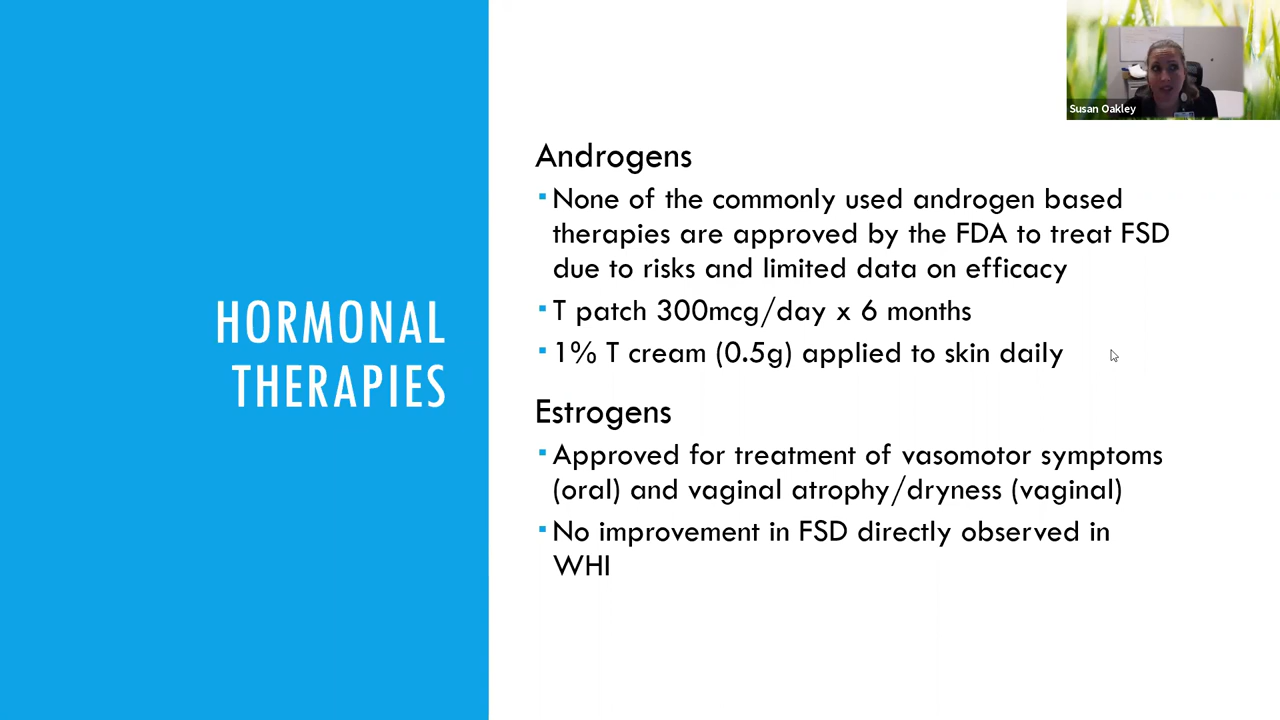 Susan Oakley
HORMONAL
THERAPIES
Androgens
▪None of the commonly used androgen based
therapies are approved by the FDA to treat FSD
due to risks and limited data on efficacy
▪T patch 300mcg/day x 6 months
▪1% T cream (0.5g) applied to skin daily
Estrogens
▪Approved for treatment of vasomotor symptoms
(oral) and vaginal atrophy/dryness (vaginal)
▪No improvement in FSD directly observed in
WHI